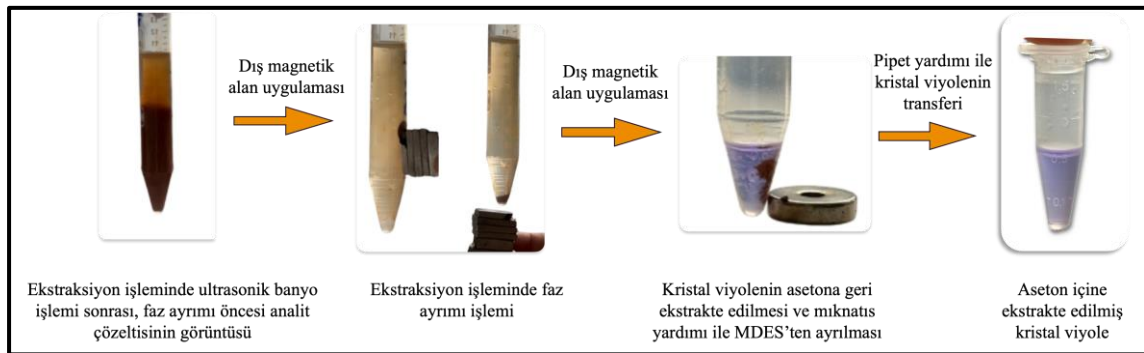 Dış magnetik
alan uygulaması
Dış magnetik
alan uygulaması
Pipet yardımı ile
kristal viyolenin
transferi
Ekstraksiyon işleminde ultrasonik banyo
işlemi sonrası, faz ayrımı öncesi analit
çözeltisinin görüntüsü
Ekstraksiyon işleminde faz
ayrımı işlemi
Kristal viyolenin asetona geri
ekstrakte edilmesi ve mıknatıs
yardımı ile MDES’ten ayrılması
Aseton içine
ekstrakte edilmiş
kristal viyole